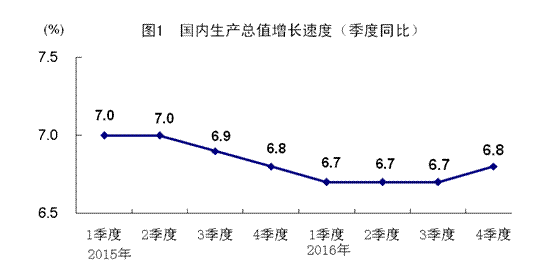 (%) 图1 国内生产总值增长速度（季度同比）
7.5
7.0 7.0 6.9 6.8 6.7 6.7 6.7 6.8
7.0
6.5
1季度 2季度 3季度 4季度 1季度 2季度 3季度 4季度
2015年 2016年